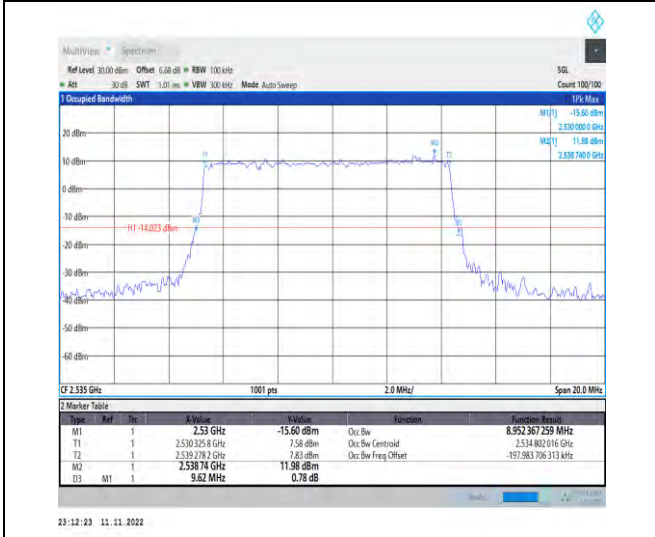 MultiView Spectrum
Ref Level 30.00 dBm Offset 6.68 dB RBW 100 kHz SGL
Att 30 dB SWT 1.01 ms VBW 300 kHz Mode Auto Sweep Count 100/100
1 Occupied Bandwidth 1Pk Max
M1[1] -15.60 dBm
2.530 000 0 GHz
20 dBm M2[1] 11.98 dBm
2.538 740 0 GHz
M2
10 dBm T1 T2
0 dBm
-10 dBm
M1 D3
H1 -14.023 dBm
-20 dBm
-30 dBm
-40 dBm
-50 dBm
-60 dBm
CF 2.535 GHz 1001 pts 2.0 MHz/ Span 20.0 MHz
2 Marker Table
Type Ref Trc X-Value Y-Value Function Function Result
M1 1 2.53 GHz -15.60 dBm Occ Bw 8.952 367 259 MHz
T1 1 2.530 325 8 GHz 7.58 dBm Occ Bw Centroid 2.534 802 016 GHz
T2 1 2.539 278 2 GHz 7.83 dBm Occ Bw Freq Offset -197.983 706 313 kHz
M2 1 2.538 74 GHz 11.98 dBm
D3 M1 1 9.62 MHz 0.78 dB
23:12:23 11.11.2022